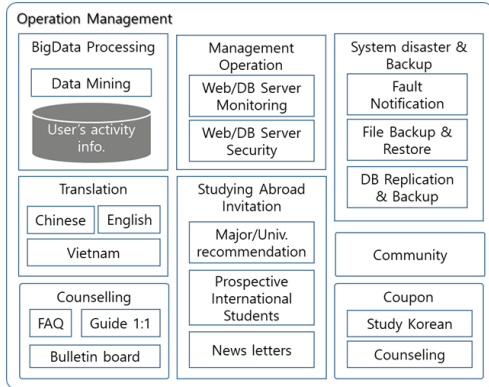 Operation Management
BigData Processing
Data Mining
User's activity
info.
Management
Operation
Web/DB Server
Monitoring
Web/DB Server
Security
System disaster &
Backup
Fault
Notification
File Backup &
Restore
DB Replication
& Backup
Translation
Chinese
English
Vietnam
Studying Abroad
Invitation
Major/Univ.
recommendation
Prospective
International
Students
News letters
Community
Counselling
FAQ
Guide 1:1
Bulletin board
Coupon
Study Korean
Counseling